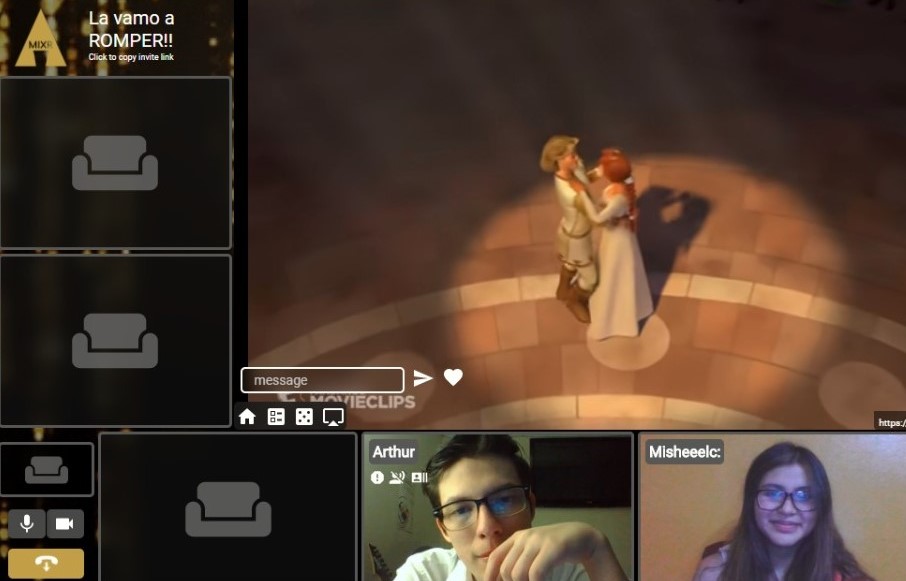 La vamo a
ROMPER!!
Click to copy invite link
MIXR
message
MOVIECLIPS
https:/
Arthur
Misheeelc: